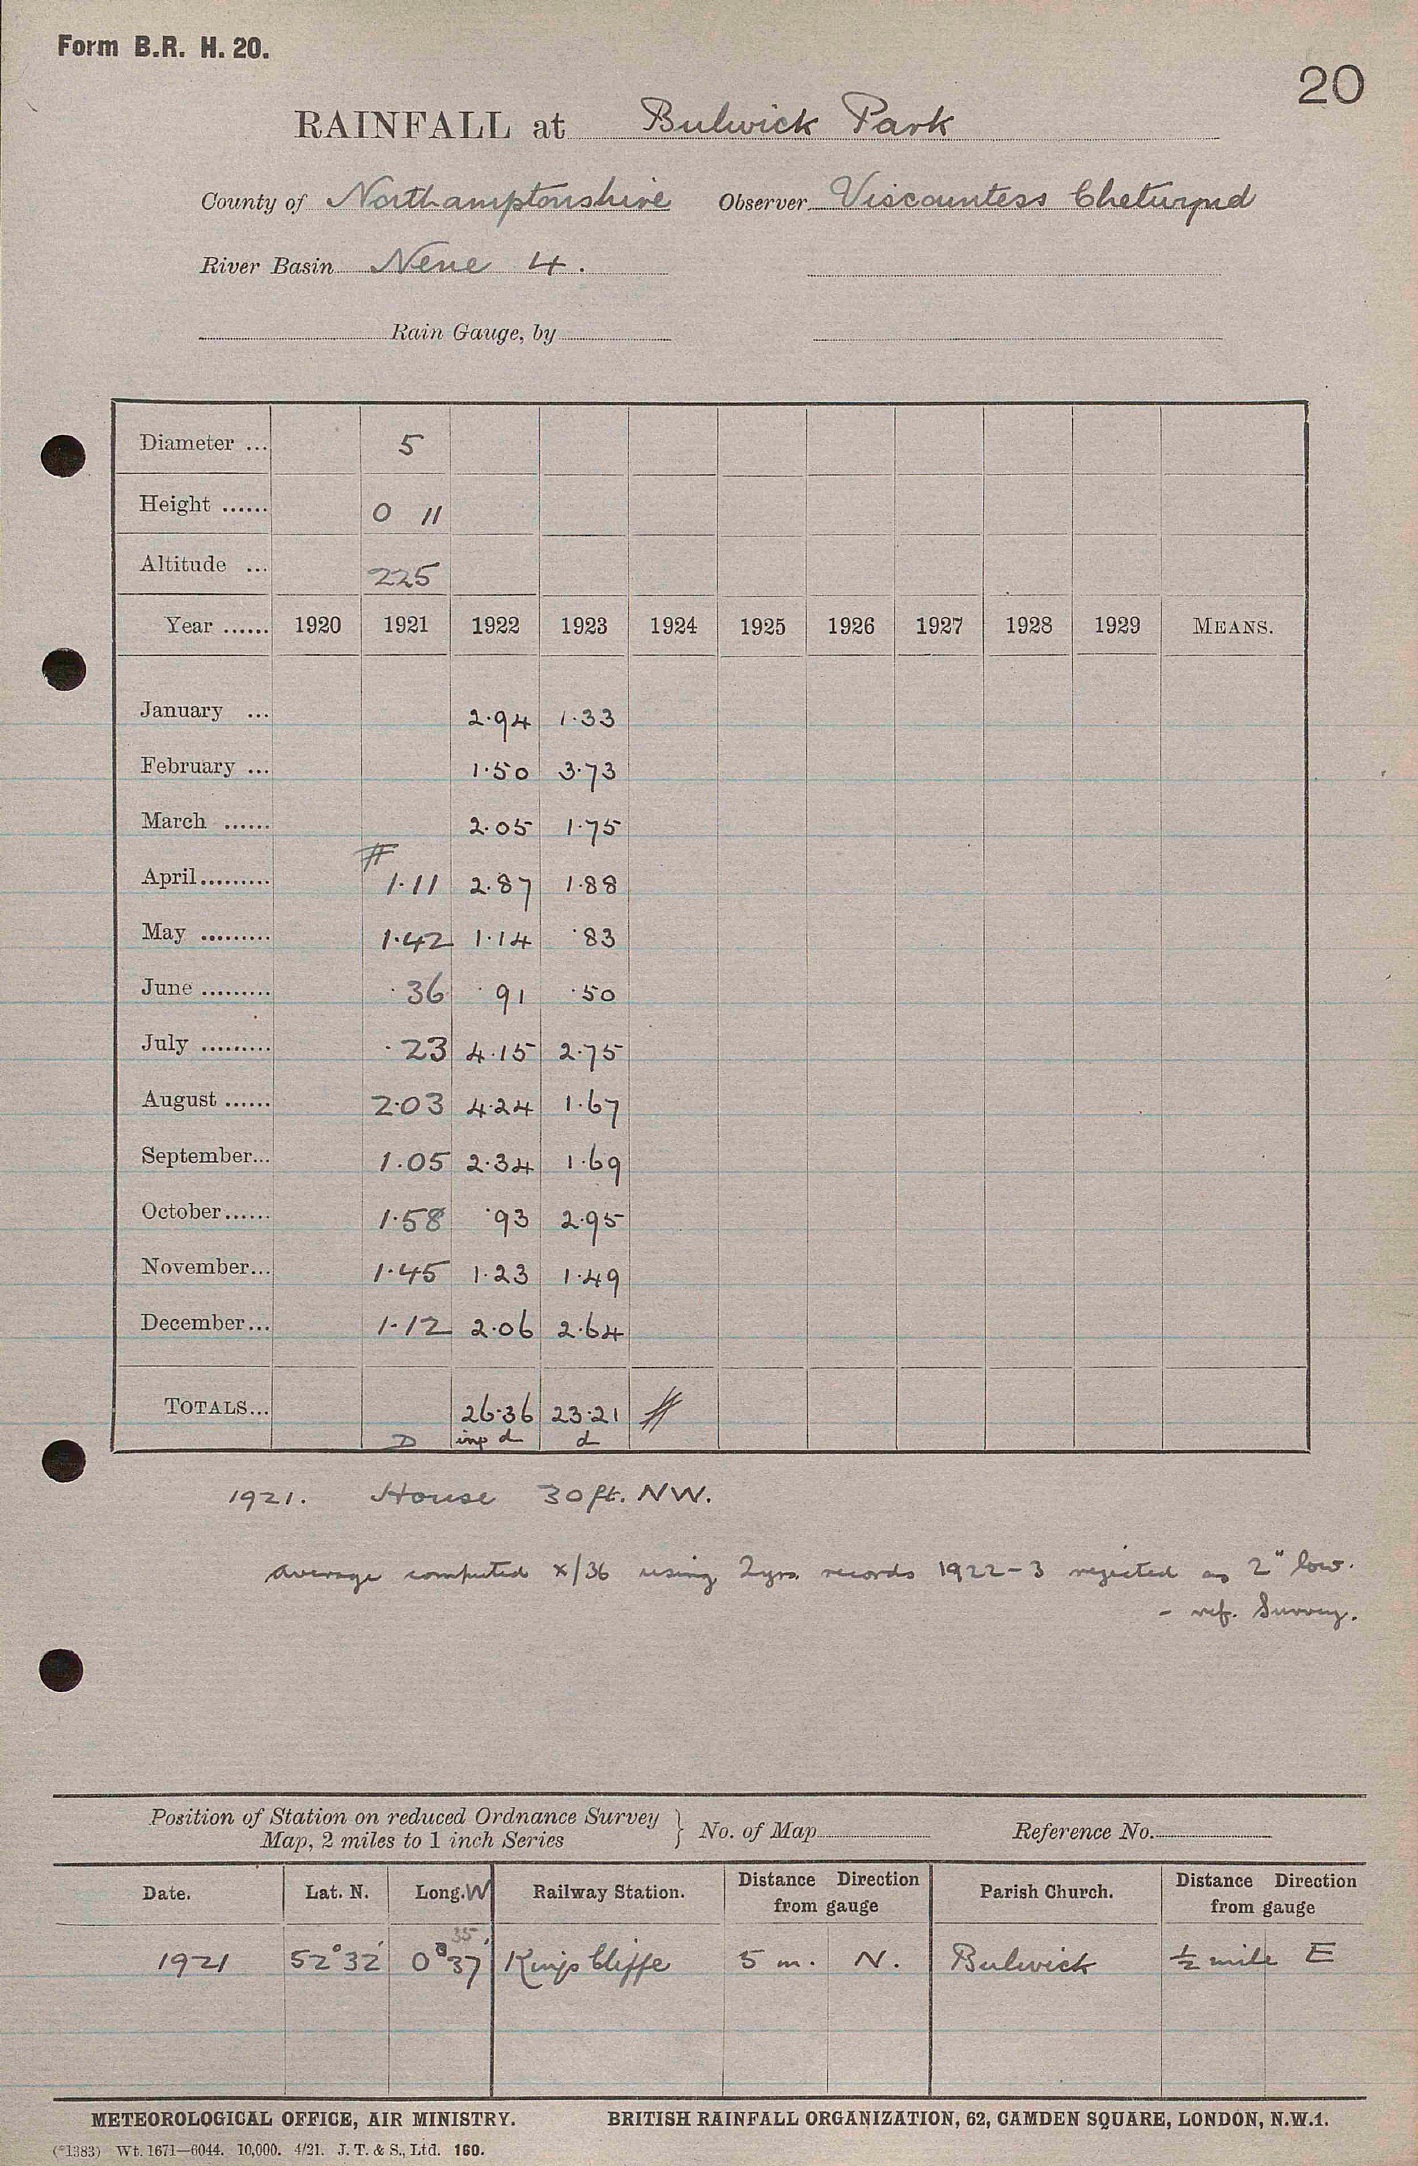 Form B.R. H. 20.
20
RAINFALL at Bulwick Park
County of Northamptonshire Observer Viscountess
River Basin Nene 4.
Rain Gauge, by
Diameter ... 5
Height ...... 0 11
Altitude ... 225
Year ...... 1920 1921 1922 1923 1924 1925 1926 1927 1928 1929 MEANS.
January ... 2.94 1.33
February ... 1.50 3.73
March ...... 2.05 1.75
#
April......... 1.11 2.87 1.88
May ......... 1.42 1.14 .83
June ......... .36 .91 .50
July ......... .23 4.15 2.75
August ...... 2.03 4.24 1.67
September... 1.05 2.34 1.69
October...... 1.58 .93 2.95
November... 1.45 1.23 1.49
December... 1.12 2.06 2.64
TOTALS... 26.36 23.21 #
D inp d d
1921. House 30 ft. NW.
Average computed x/36 using 2yrs. records 1922-3 rejected as 2" low.
- ref. Survey.
Position of Station on reduced Ordnance Survey
Map, 2 miles to 1 inch Series } No. of Map Reference No.
Date. Lat. N. Long. W Railway Station. Distance Direction from gauge Parish Church. Distance Direction from gauge
35'
1921 52° 32' 0° 37 Kings Cliffe 5 m. N. Bulwick ½ mile E
METEOROLOGICAL OFFICE, AIR MINISTRY. BRITISH RAINFALL ORGANIZATION, 62, CAMDEN SQUARE, LONDON, N.W.1.
(*1383) Wt. 1671—6044. 10,000. 4/21. J. T. & S., Ltd. 160.